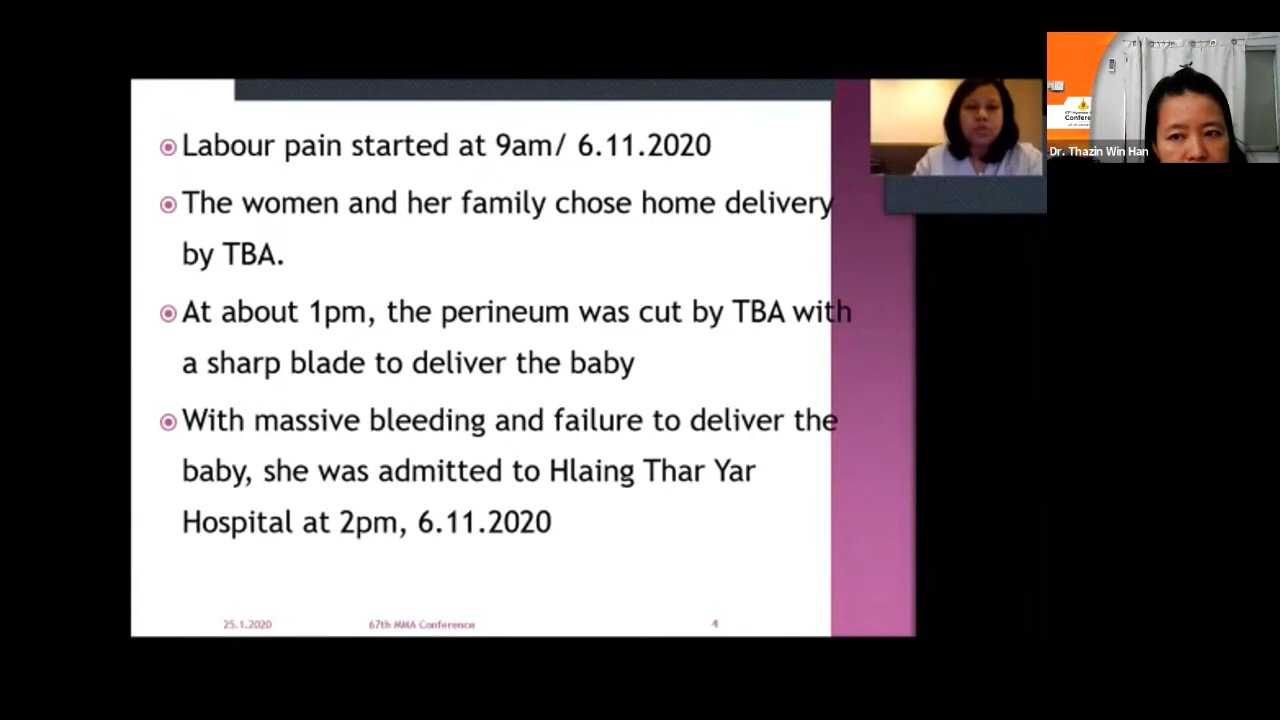 Labour pain started at 9am/ 6.11.2020
The women and her family chose home delivery
by TBA.
At about 1pm, the perineum was cut by TBA with
a sharp blade to deliver the baby
With massive bleeding and failure to deliver the
baby, she was admitted to Hlaing Thar Yar
Hospital at 2pm, 6.11.2020
25.1.2020
67th MMA Conference
4
Dr. Thazin Win Han